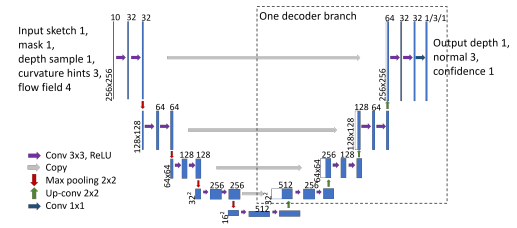 One decoder branch
10 32 32
64 32 32 1/3/1
Input sketch 1,
mask 1,
depth sample 1,
curvature hints 3,
flow field 4
256x256
256x256
Output depth 1,
normal 3,
confidence 1
64 64
128 64
128x128
128x128
128 128
256 128
64x64
64x64
256 256
512 256
32²
32²
512
16²
Conv 3x3, ReLU
Copy
Max pooling 2x2
Up-conv 2x2
Conv 1x1